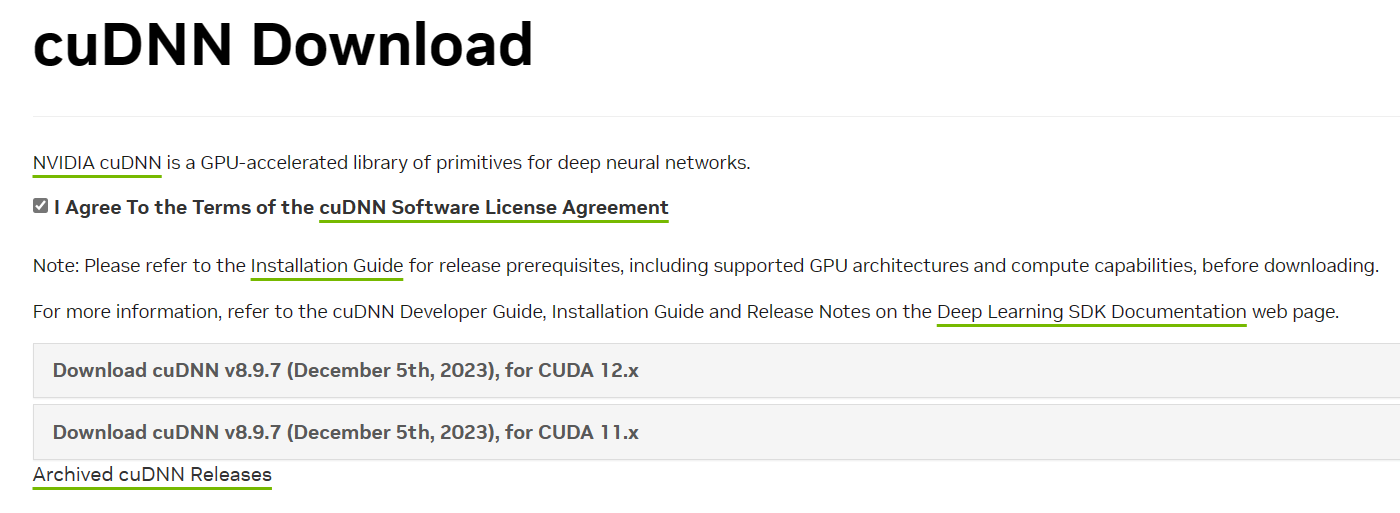 cuDNN Download
NVIDIA cuDNN is a GPU-accelerated library of primitives for deep neural networks.
I Agree To the Terms of the cuDNN Software License Agreement
Note: Please refer to the Installation Guide for release prerequisites, including supported GPU architectures and compute capabilities, before downloading.
For more information, refer to the cuDNN Developer Guide, Installation Guide and Release Notes on the Deep Learning SDK Documentation web page.
Download cuDNN v8.9.7 (December 5th, 2023), for CUDA 12.x
Download cuDNN v8.9.7 (December 5th, 2023), for CUDA 11.x
Archived cuDNN Releases